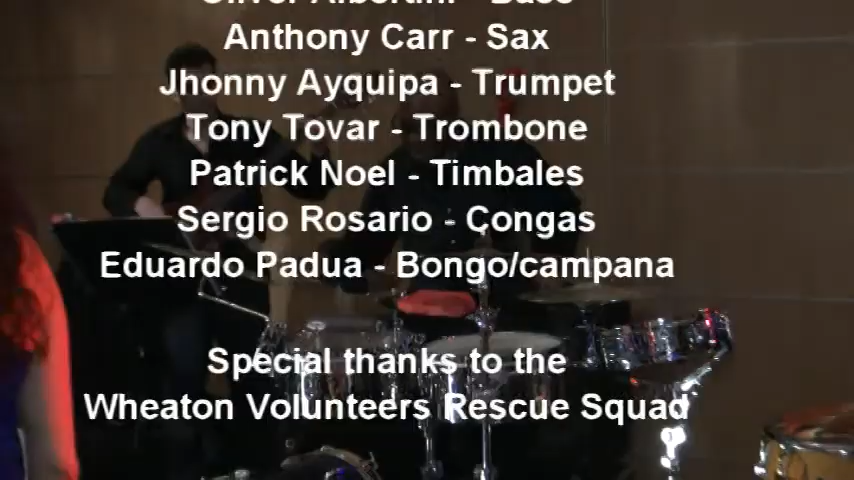 Anthony Carr - Sax
Jhonny Ayquipa - Trumpet
Tony Tovar - Trombone
Patrick Noel - Timbales
Sergio Rosario - Congas
Eduardo Padua - Bongo/campana
Special thanks to the
Wheaton Volunteers Rescue Squad